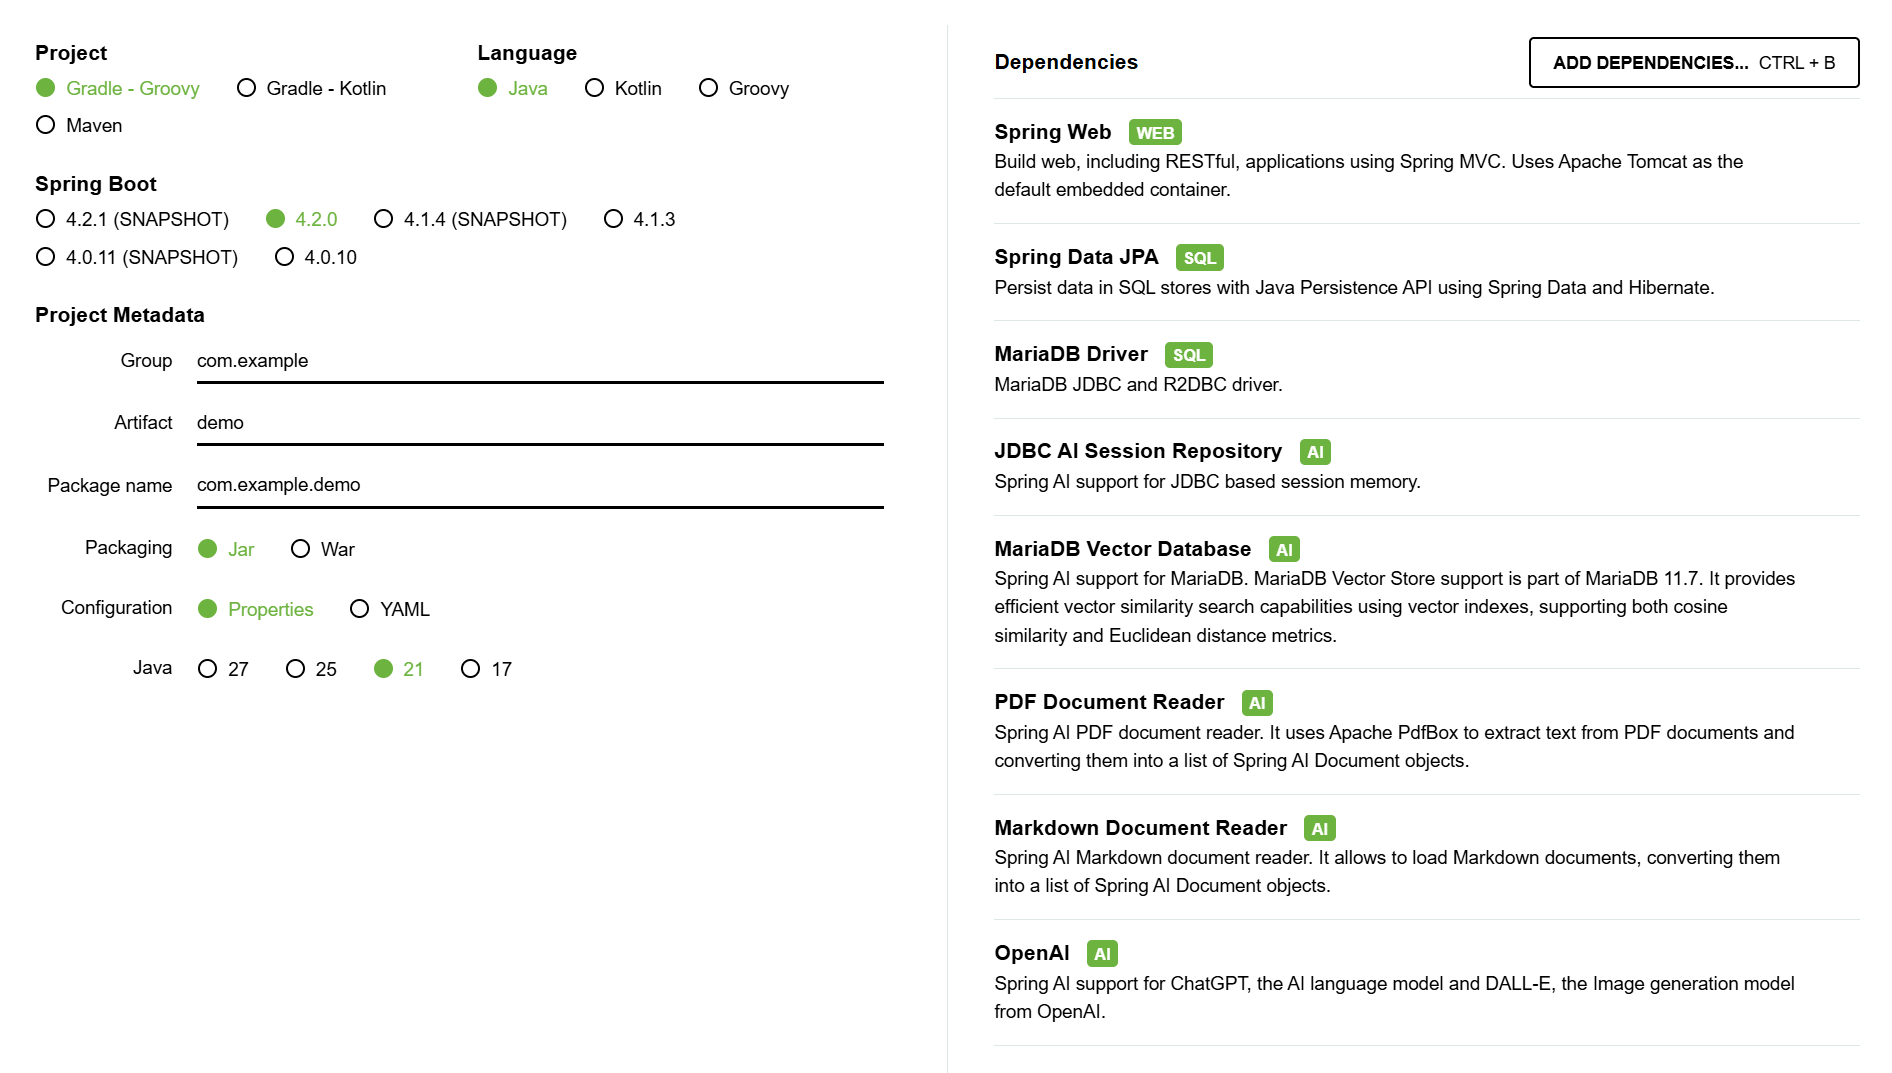 Project
Gradle - Groovy Gradle - Kotlin
Maven
Language
Java Kotlin Groovy
Spring Boot
4.2.1 (SNAPSHOT) 4.2.0 4.1.4 (SNAPSHOT) 4.1.3
4.0.11 (SNAPSHOT) 4.0.10
Project Metadata
Group com.example
Artifact demo
Package name com.example.demo
Packaging Jar War
Configuration Properties YAML
Java 27 25 21 17
Dependencies
ADD DEPENDENCIES... CTRL + B
Spring Web WEB
Build web, including RESTful, applications using Spring MVC. Uses Apache Tomcat as the
default embedded container.
Spring Data JPA SQL
Persist data in SQL stores with Java Persistence API using Spring Data and Hibernate.
MariaDB Driver SQL
MariaDB JDBC and R2DBC driver.
JDBC AI Session Repository AI
Spring AI support for JDBC based session memory.
MariaDB Vector Database AI
Spring AI support for MariaDB. MariaDB Vector Store support is part of MariaDB 11.7. It provides
efficient vector similarity search capabilities using vector indexes, supporting both cosine
similarity and Euclidean distance metrics.
PDF Document Reader AI
Spring AI PDF document reader. It uses Apache PdfBox to extract text from PDF documents and
converting them into a list of Spring AI Document objects.
Markdown Document Reader AI
Spring AI Markdown document reader. It allows to load Markdown documents, converting them
into a list of Spring AI Document objects.
OpenAI AI
Spring AI support for ChatGPT, the AI language model and DALL-E, the Image generation model
from OpenAI.